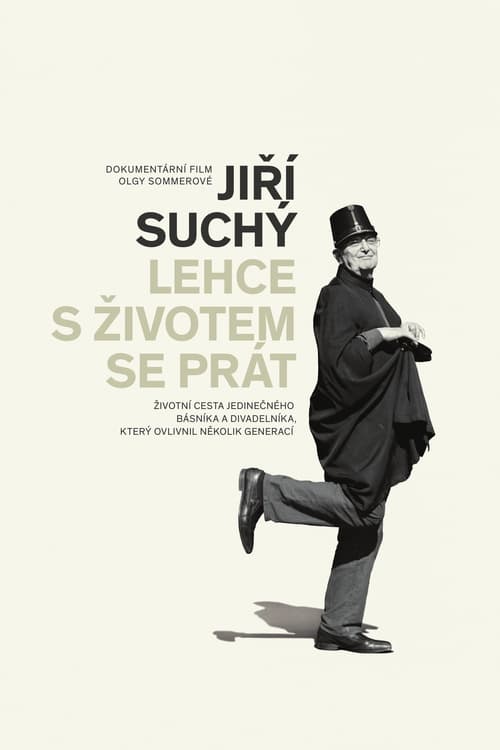 DOKUMENTÁRNÍ FILM
OLGY SOMMEROVÉ
JIŘÍ
SUCHÝ
LEHCE
S ŽIVOTEM
SE PRÁT
ŽIVOTNÍ CESTA JEDINEČNÉHO
BÁSNÍKA A DIVADELNÍKA,
KTERÝ OVLIVNIL NĚKOLIK GENERACÍ